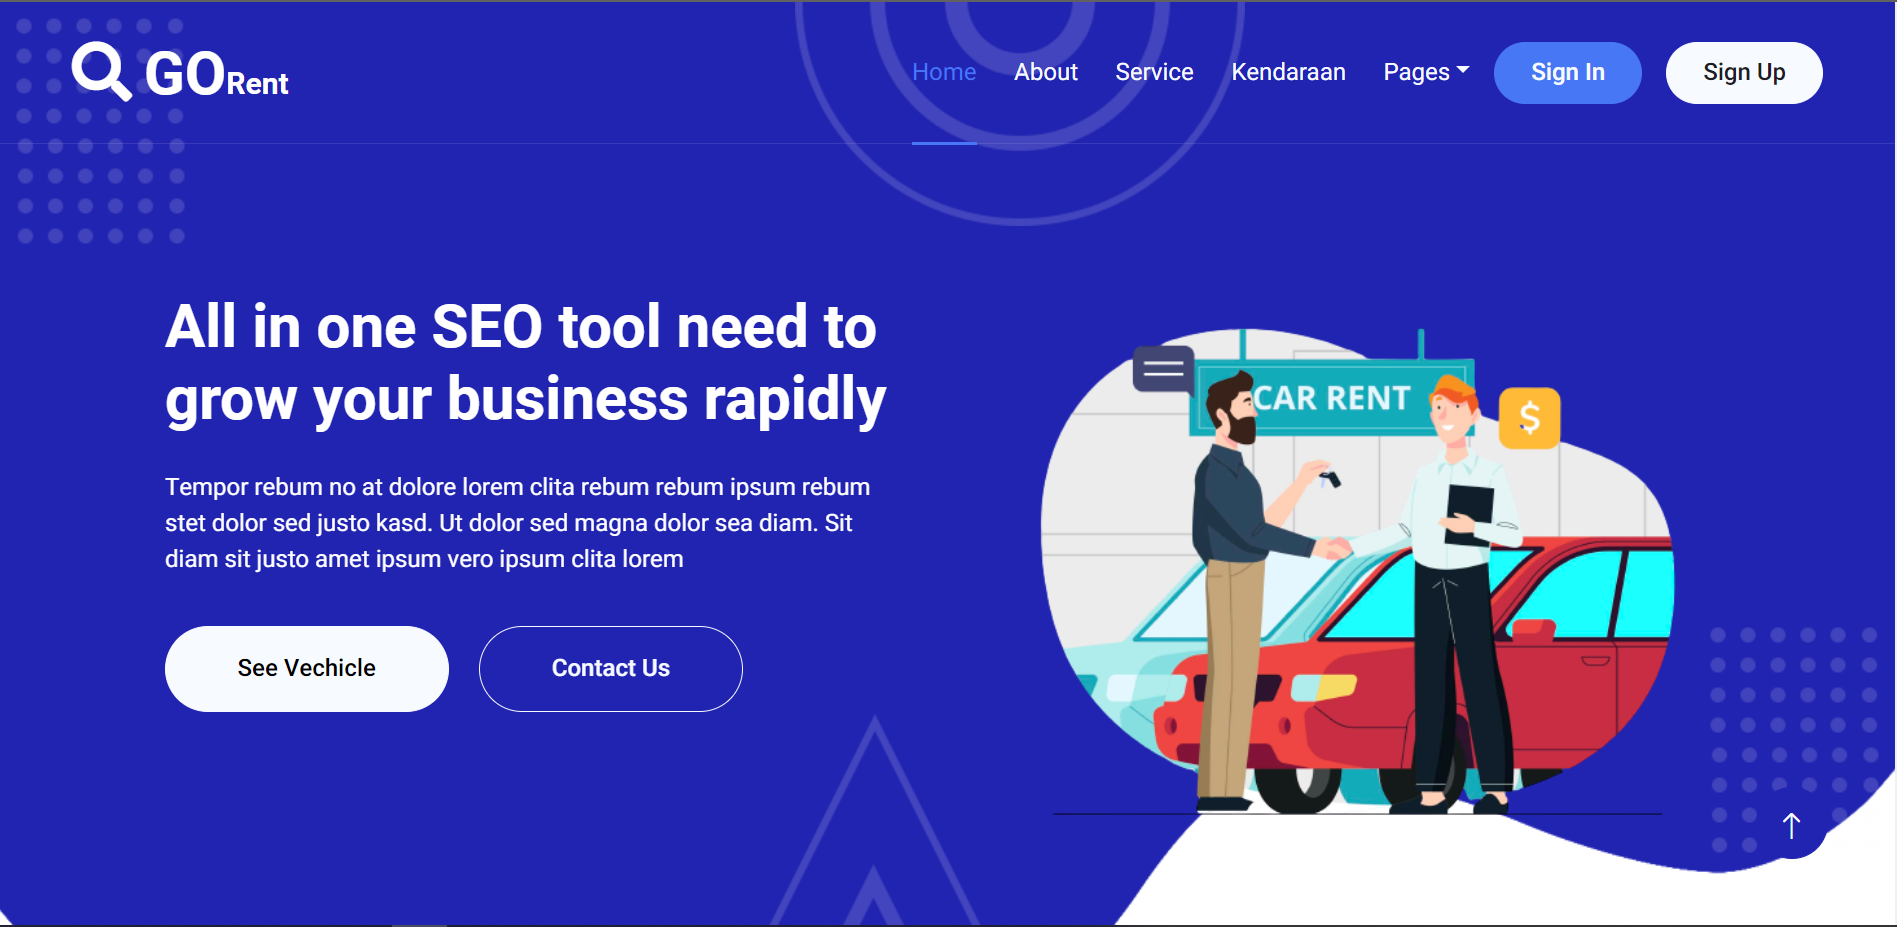 GO Rent
Home About Service Kendaraan Pages Sign In Sign Up
All in one SEO tool need to
grow your business rapidly
Tempor rebum no at dolore lorem clita rebum rebum ipsum rebum
stet dolor sed justo kasd. Ut dolor sed magna dolor sea diam. Sit
diam sit justo amet ipsum vero ipsum clita lorem
See Vechicle Contact Us
CAR RENT
$